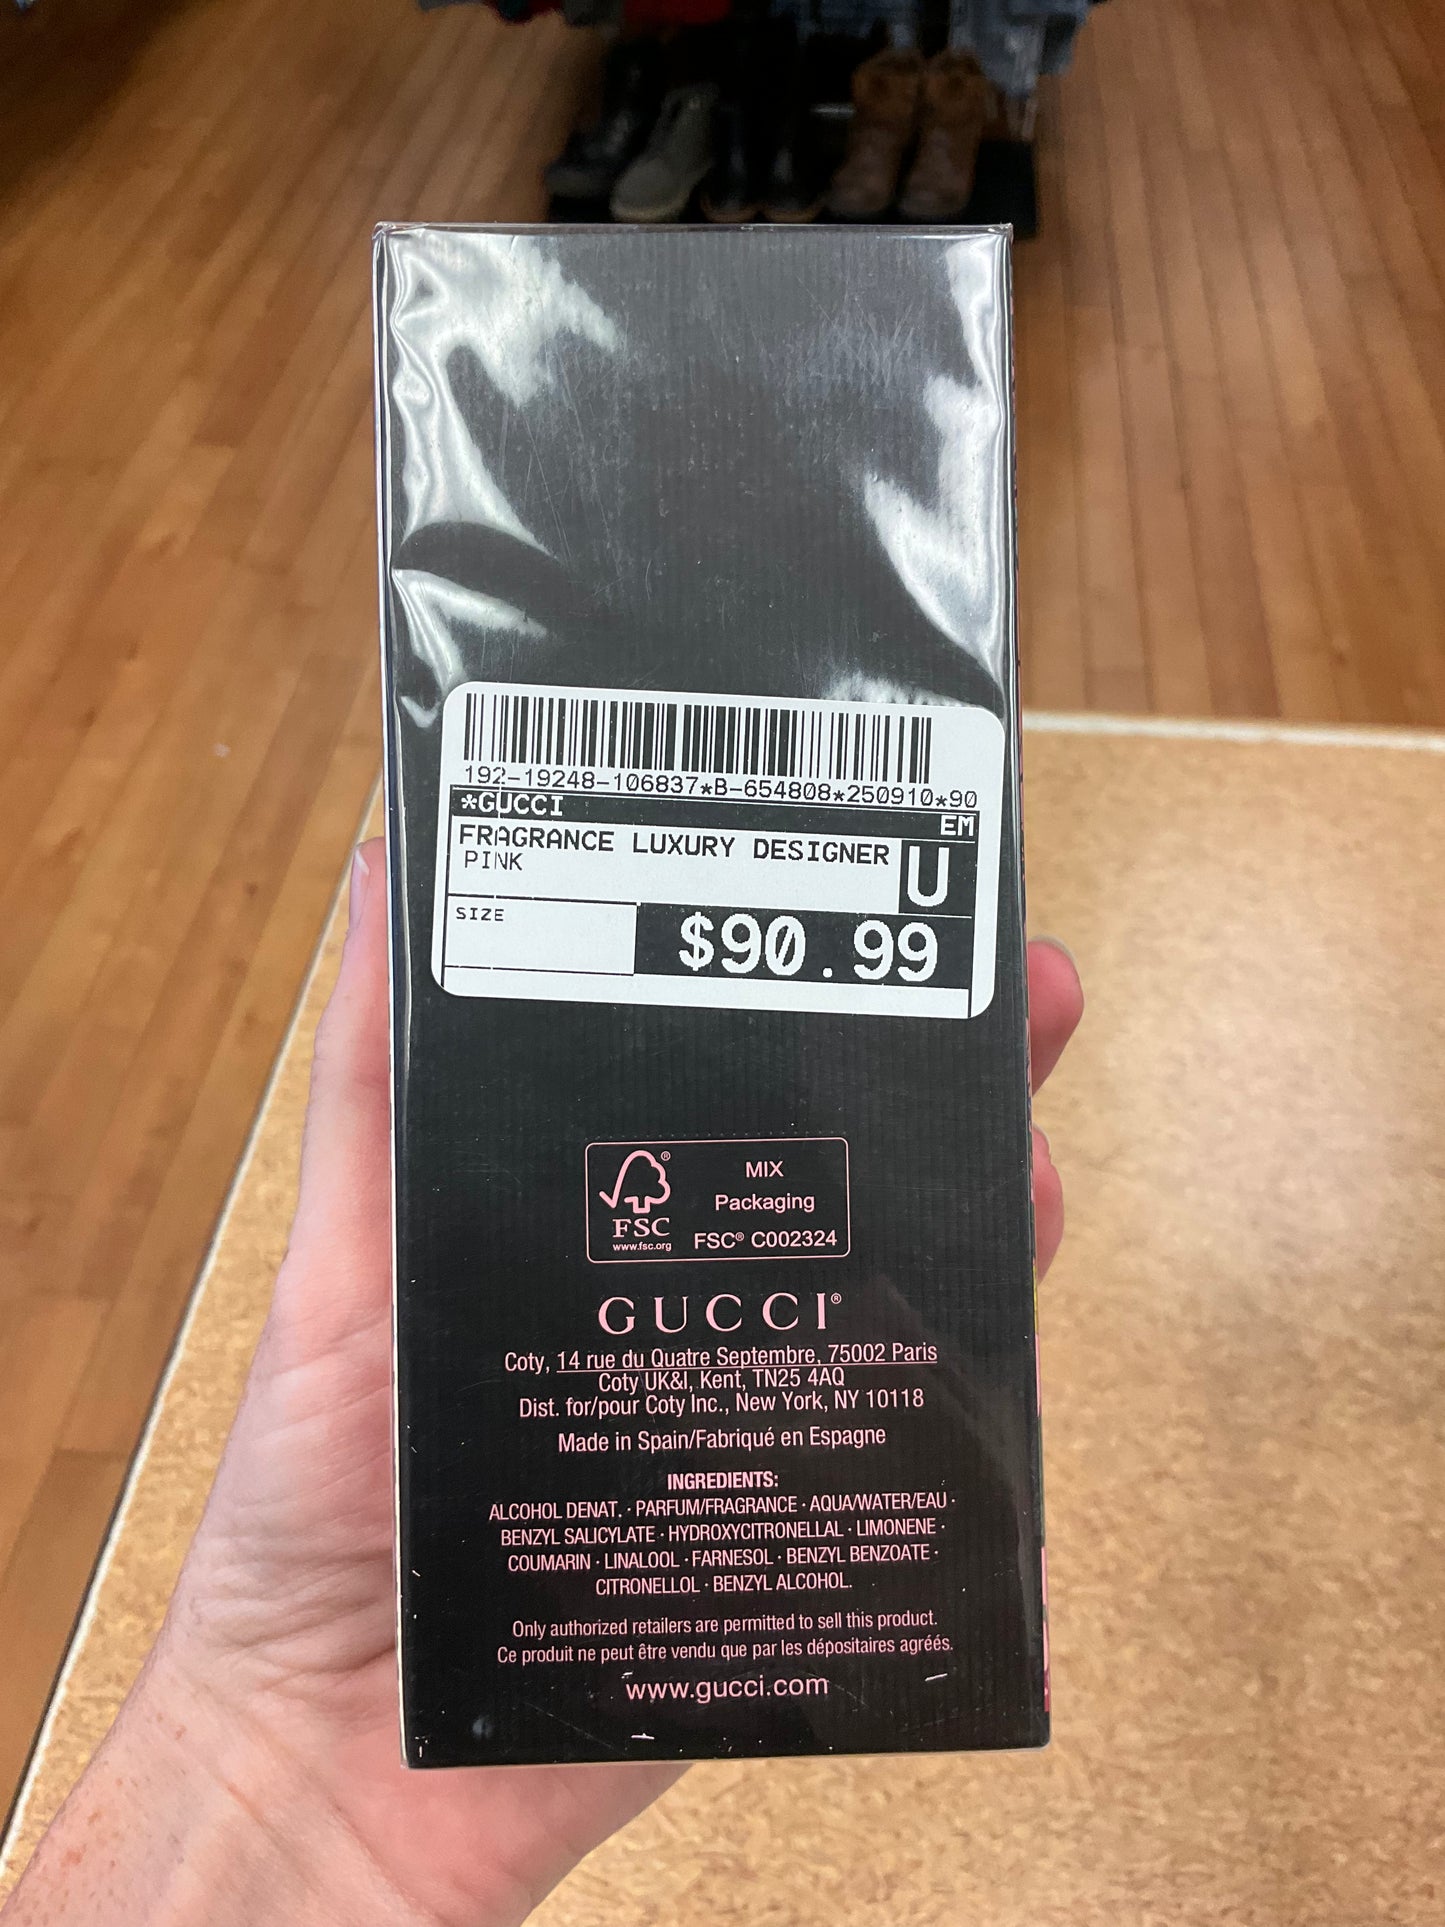 192-19248-106837*B-654808*250910*90
*GUCCI
EM
FRAGRANCE LUXURY DESIGNER
U
PINK
SIZE
$90.99
MIX
Packaging
FSC
www.fsc.org
FSC® C002324
GUCCI®
Coty, 14 rue du Quatre Septembre, 75002 Paris
Coty UK&I, Kent, TN25 4AQ
Dist. for/pour Coty Inc., New York, NY 10118
Made in Spain/Fabriqué en Espagne
INGREDIENTS:
ALCOHOL DENAT. · PARFUM/FRAGRANCE · AQUA/WATER/EAU ·
BENZYL SALICYLATE · HYDROXYCITRONELLAL · LIMONENE ·
COUMARIN · LINALOOL · FARNESOL · BENZYL BENZOATE ·
CITRONELLOL · BENZYL ALCOHOL.
Only authorized retailers are permitted to sell this product.
Ce produit ne peut être vendu que par les dépositaires agréés.
www.gucci.com